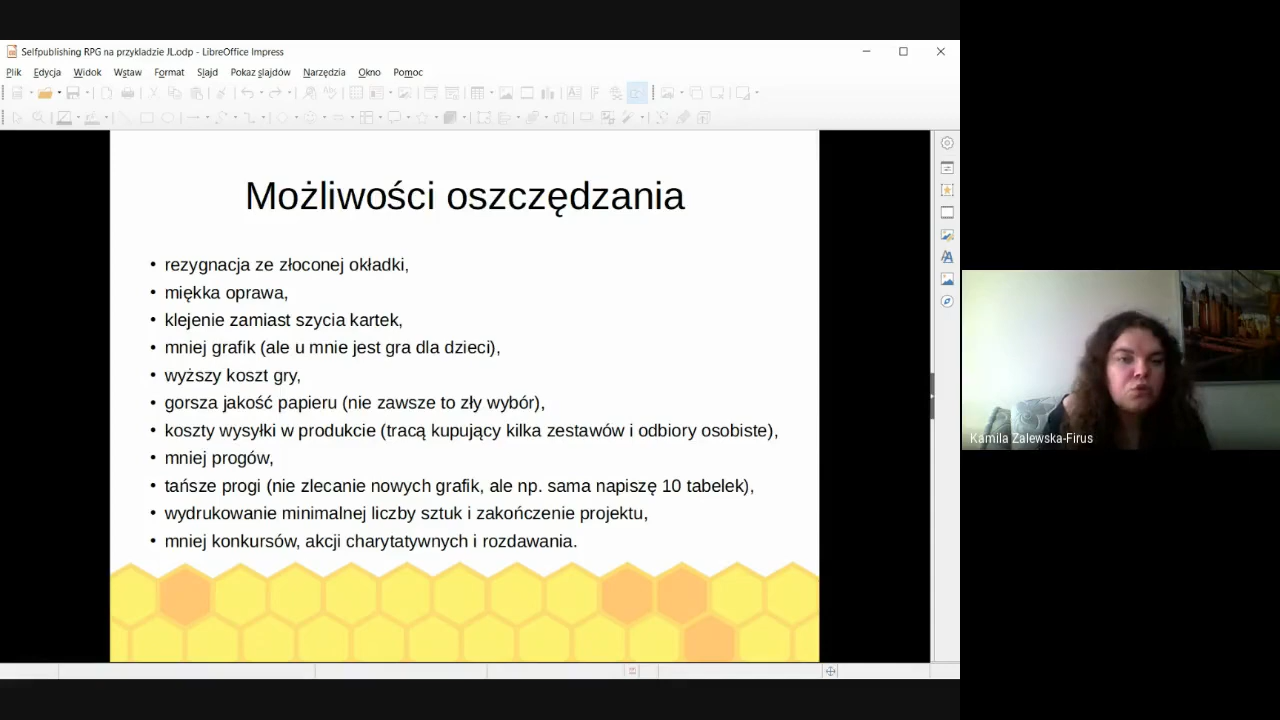 Selfpublishing RPG na przykladzie JL.odp - LibreOffice Impress
Plik Edycja Widok Wstaw Format Slajd Pokaz slajdów Narzędzia Okno Pomoc
Możliwości oszczędzania
• rezygnacja ze złoconej okładki,
• miękka oprawa,
• klejenie zamiast szycia kartek,
• mniej grafik (ale u mnie jest gra dla dzieci),
• wyższy koszt gry,
• gorsza jakość papieru (nie zawsze to zły wybór),
• koszty wysyłki w produkcie (tracą kupujący kilka zestawów i odbiory osobiste),
• mniej progów,
• tańsze progi (nie zlecanie nowych grafik, ale np. sama napiszę 10 tabelek),
• wydrukowanie minimalnej liczby sztuk i zakończenie projektu,
• mniej konkursów, akcji charytatywnych i rozdawania.
Kamila Zalewska-Firus